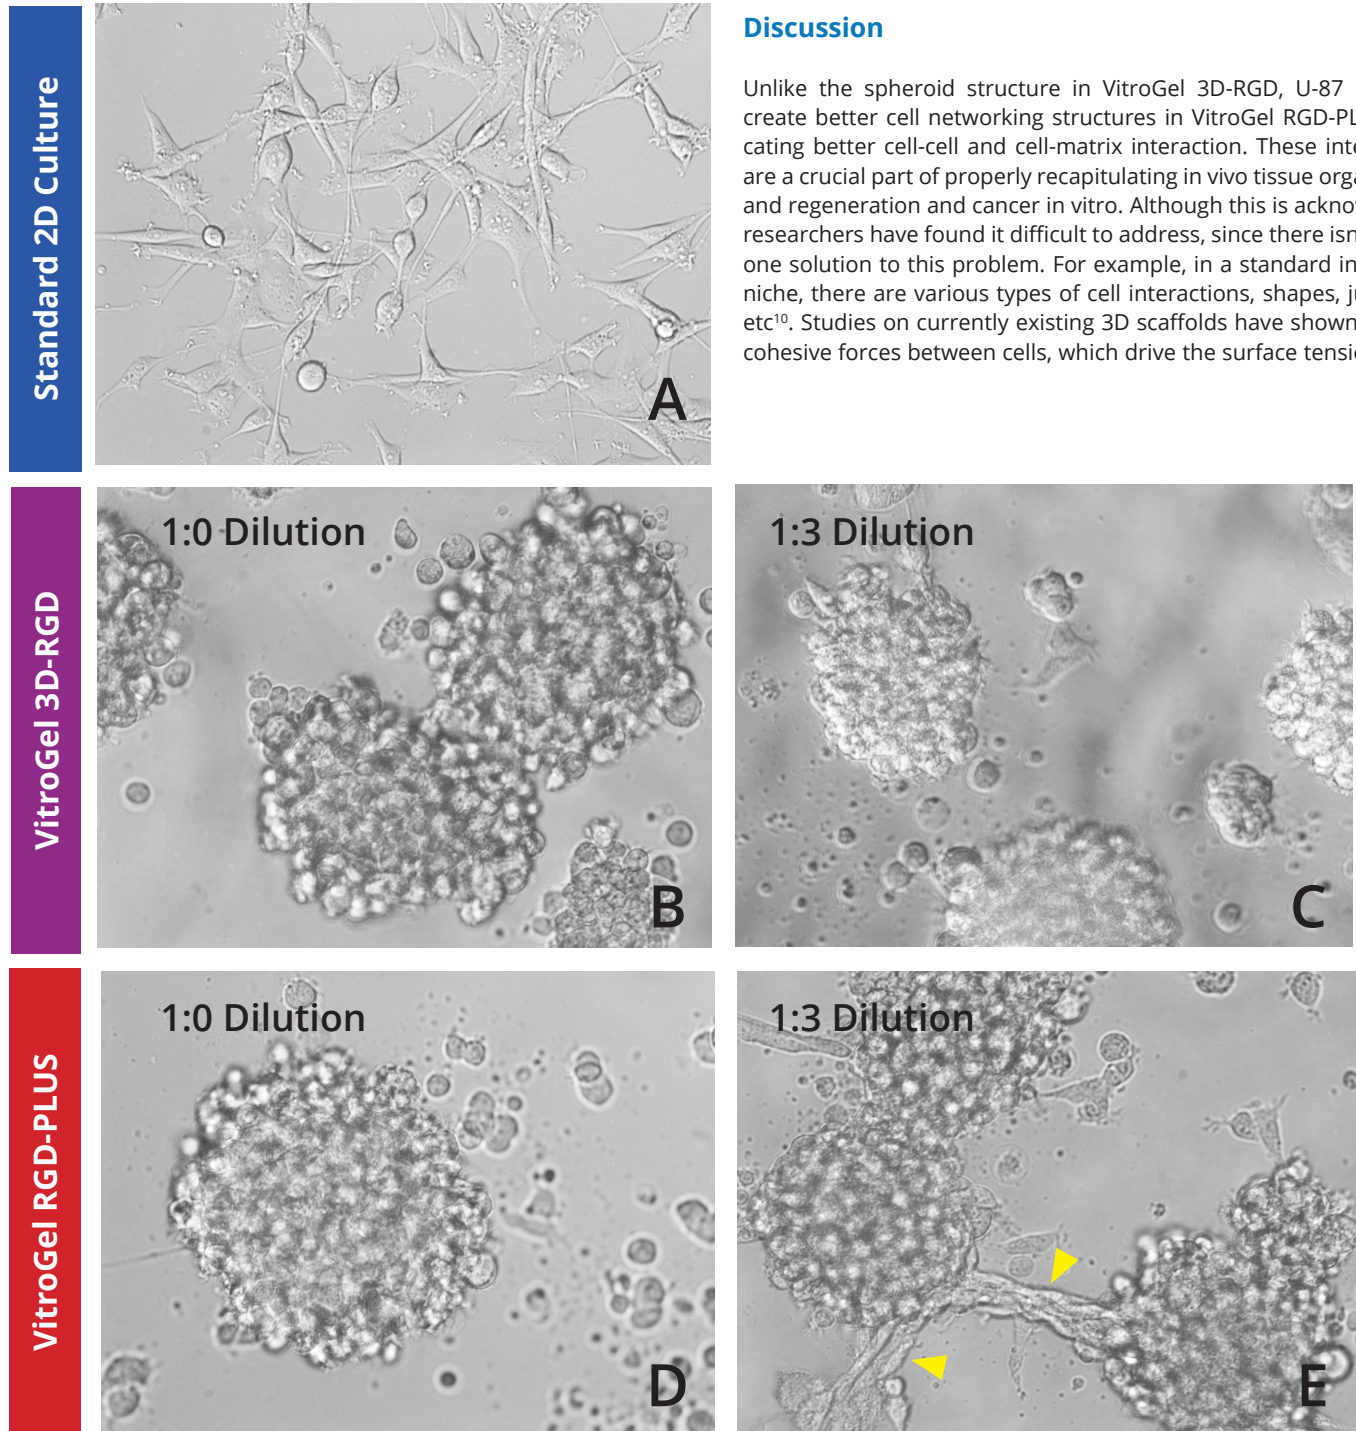 Standard 2D Culture
A
Discussion
Unlike the spheroid structure in VitroGel 3D-RGD, U-87
create better cell networking structures in VitroGel RGD-PL
cating better cell-cell and cell-matrix interaction. These inte
are a crucial part of properly recapitulating in vivo tissue orga
and regeneration and cancer in vitro. Although this is acknov
researchers have found it difficult to address, since there isn
one solution to this problem. For example, in a standard in
niche, there are various types of cell interactions, shapes, ju
etc¹⁰. Studies on currently existing 3D scaffolds have shown
cohesive forces between cells, which drive the surface tensi
VitroGel 3D-RGD
1:0 Dilution
B
1:3 Dilution
C
VitroGel RGD-PLUS
1:0 Dilution
D
1:3 Dilution
E